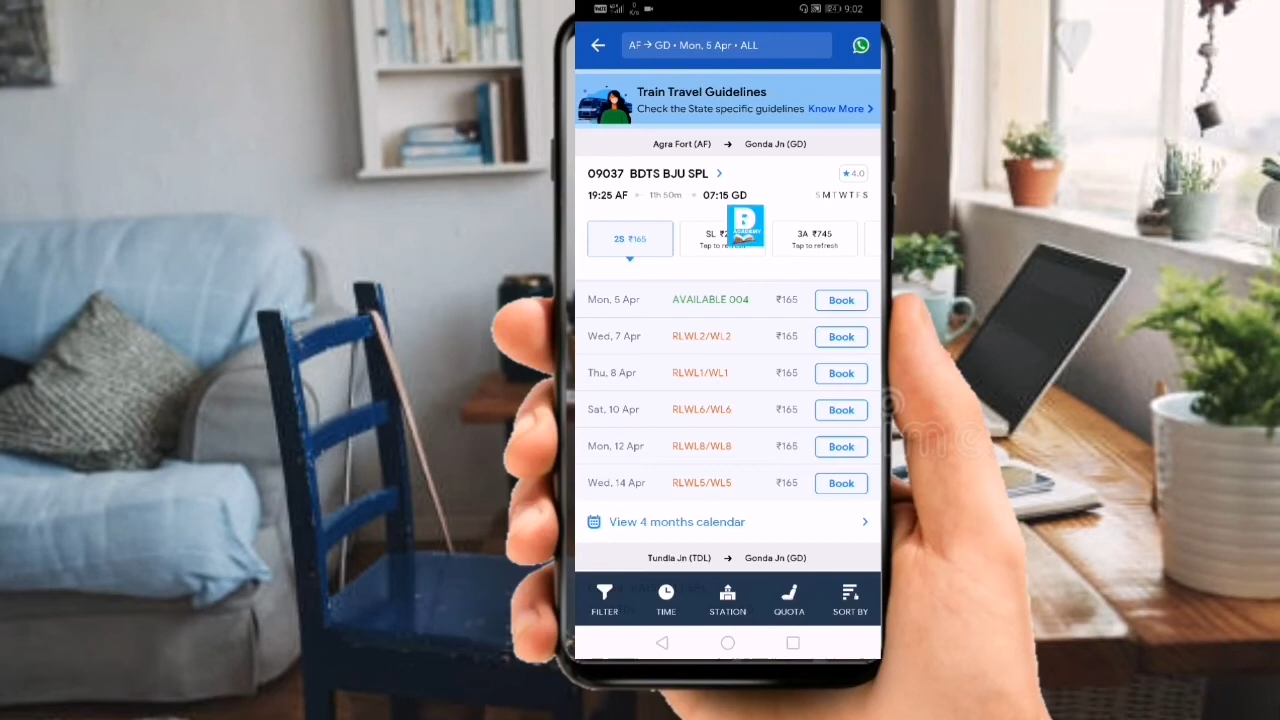 9:02
AF → GD • Mon, 5 Apr • ALL
Train Travel Guidelines
Check the State specific guidelines Know More >
Agra Fort (AF) → Gonda Jn (GD)
09037 BDTS BJU SPL >
★4.0
19:25 AF 11h 50m 07:15 GD
S M T W T F S
2S ₹165
SL ₹2
Tap to
3A ₹745
Tap to refresh
ACADEMY
Mon, 5 Apr AVAILABLE 004 ₹165 Book
Wed, 7 Apr RLWL2/WL2 ₹165 Book
Thu, 8 Apr RLWL1/WL1 ₹165 Book
Sat, 10 Apr RLWL6/WL6 ₹165 Book
Mon, 12 Apr RLWL8/WL8 ₹165 Book
Wed, 14 Apr RLWL5/WL5 ₹165 Book
View 4 months calendar >
Tundla Jn (TDL) → Gonda Jn (GD)
FILTER TIME STATION QUOTA SORT BY